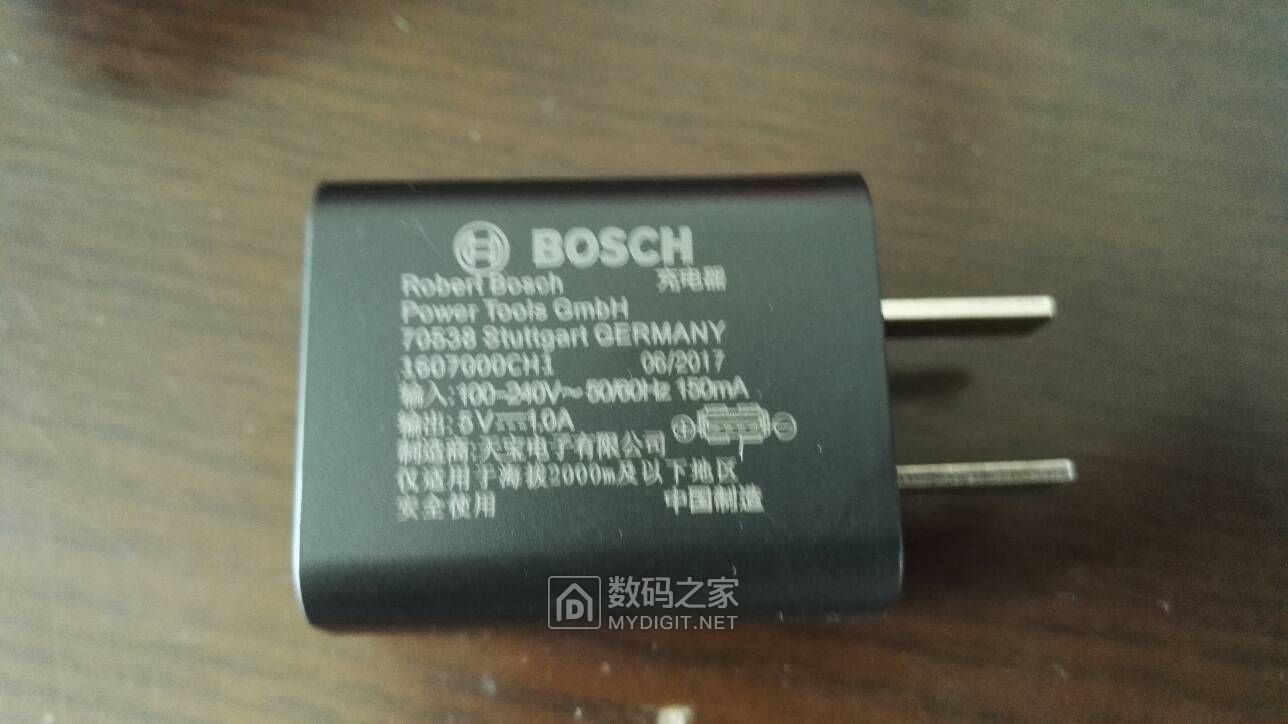 BOSCH
Robert Bosch 充电器
Power Tools GmbH
70538 Stuttgart GERMANY
1607000CH1 06/2017
输入:100-240V～50/60Hz 150mA
输出:5V⎓1.0A
制造商:天宝电子有限公司
仅适用于海拔2000m及以下地区
安全使用 中国制造
数码之家
MYDIGIT.NET